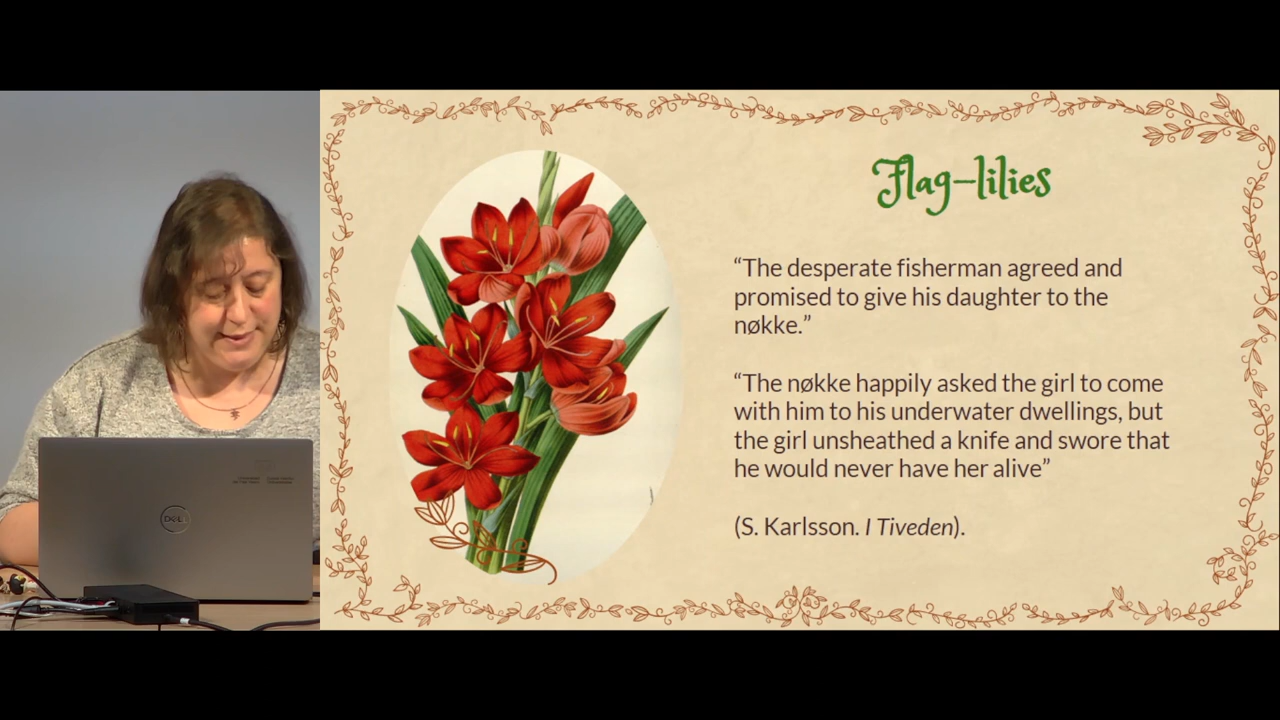 Flag-lilies
“The desperate fisherman agreed and
promised to give his daughter to the
nøkke.”
“The nøkke happily asked the girl to come
with him to his underwater dwellings, but
the girl unsheathed a knife and swore that
he would never have her alive”
(S. Karlsson. I Tiveden).
DELL